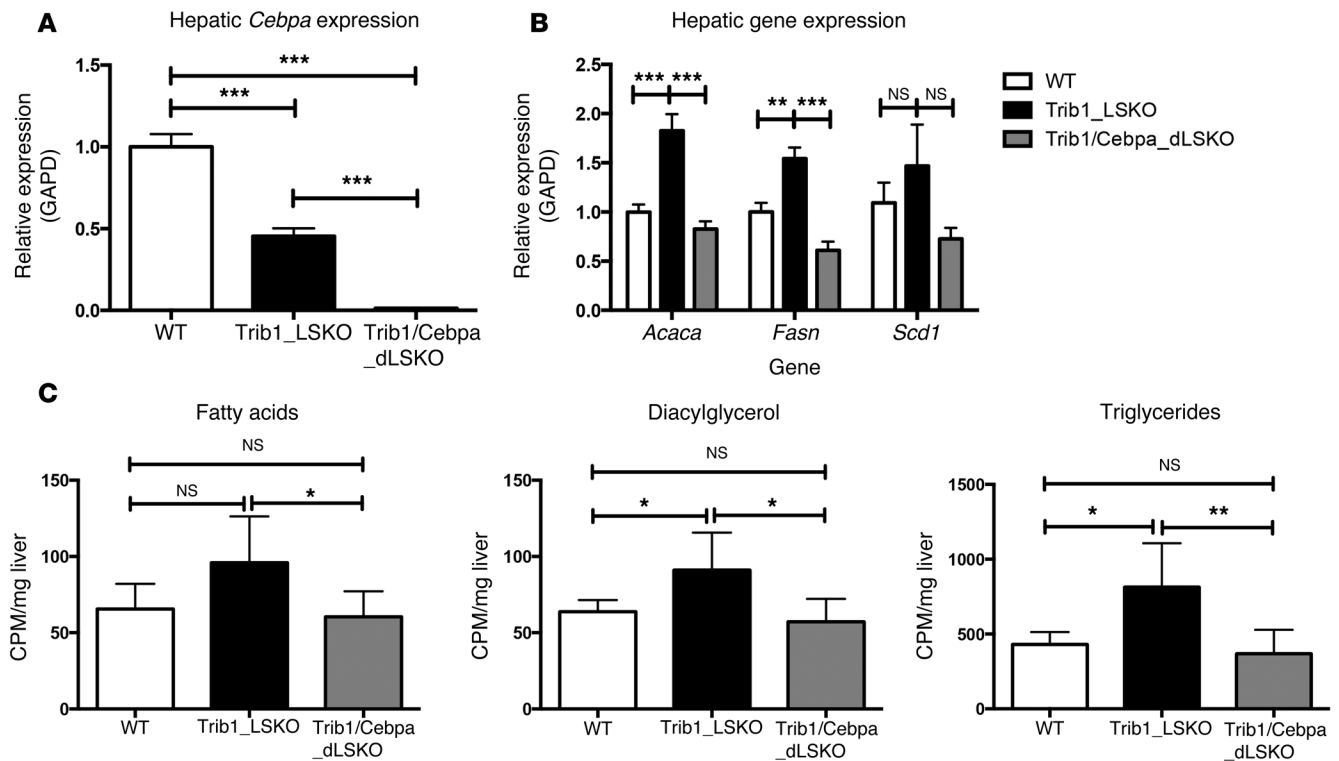 A
Hepatic Cebpa expression
Relative expression
(GAPD)
1.5
1.0
0.5
0.0
***
***
***
WT
Trib1_LSKO
Trib1/Cebpa
_dLSKO
B
Hepatic gene expression
Relative expression
(GAPD)
2.5
2.0
1.5
1.0
0.5
0.0
*** ***
** ***
NS NS
Acaca
Fasn
Scd1
Gene
WT
Trib1_LSKO
Trib1/Cebpa_dLSKO
C
Fatty acids
CPM/mg liver
150
100
50
0
NS
NS
*
WT
Trib1_LSKO
Trib1/Cebpa
_dLSKO
Diacylglycerol
CPM/mg liver
150
100
50
0
NS
*
*
WT
Trib1_LSKO
Trib1/Cebpa
_dLSKO
Triglycerides
CPM/mg liver
1500
1000
500
0
NS
*
**
WT
Trib1_LSKO
Trib1/Cebpa
_dLSKO